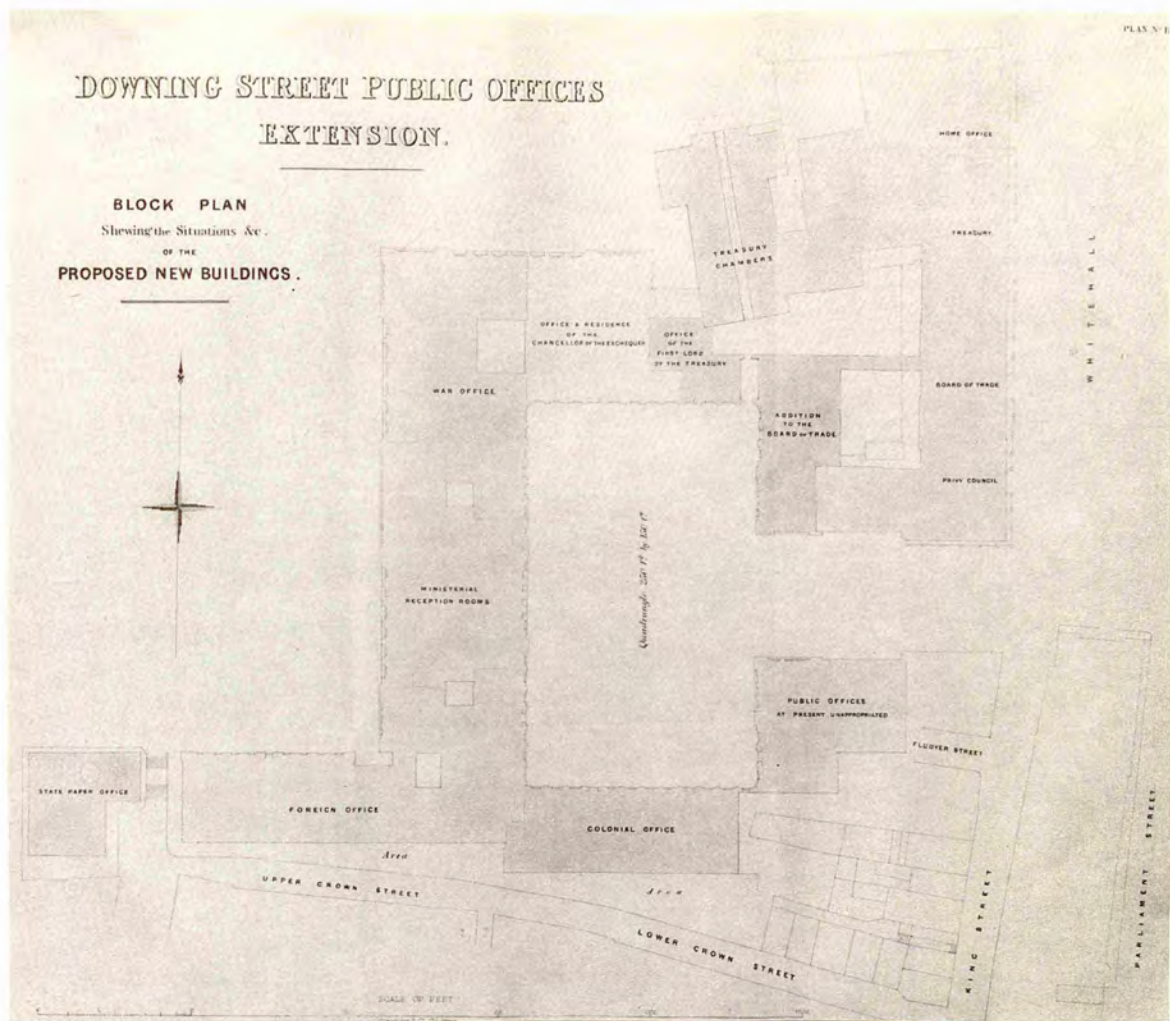 PLAN Nº
DOWNING STREET PUBLIC OFFICES
EXTENSION.
BLOCK PLAN
Shewing the Situations &c.
OF THE
PROPOSED NEW BUILDINGS.
HOME OFFICE
TREASURY
WHITEHALL
TREASURY
CHAMBERS
OFFICE & RESIDENCE
OF THE
CHANCELLOR OF THE EXCHEQUER
OFFICE
OF THE
FIRST LORD
OF THE TREASURY
WAR OFFICE
BOARD OF TRADE
ADDITION
TO THE
BOARD OF TRADE
PRIVY COUNCIL
Quadrangle
MINISTERIAL
RECEPTION ROOMS
PUBLIC OFFICES
AT PRESENT UNAPPROPRIATED
FLUDYER STREET
STATE PAPER OFFICE
FOREIGN OFFICE
COLONIAL OFFICE
Area
Area
UPPER CROWN STREET
LOWER CROWN STREET
KING STREET
PARLIAMENT STREET
SCALE OF FEET